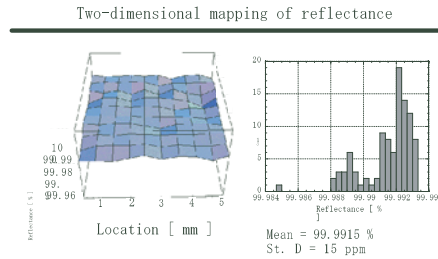 Two-dimensional mapping of reflectance
20
15
10
5
0
99.984 99.986 99.988 99.99 99.992 99.99
Reflectance [ %
]
Mean = 99.9915 %
St. D = 15 ppm
10
99.99
99.98
99.
99.96
Reflectance [ % ]
1 2 3 4 5
Location [ mm ]